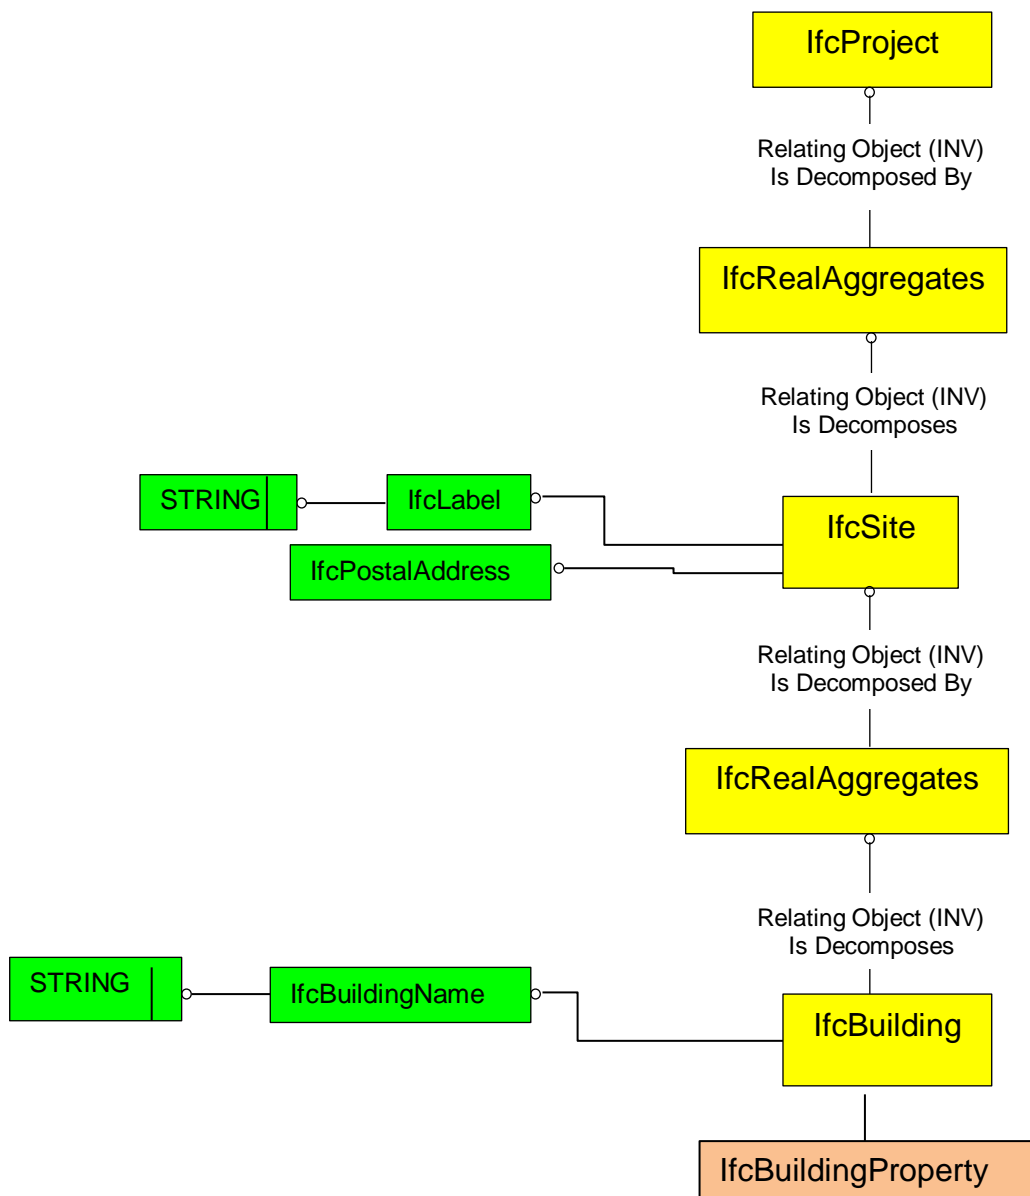 IfcProject
Relating Object (INV)
Is Decomposed By
IfcRealAggregates
Relating Object (INV)
Is Decomposes
STRING
IfcLabel
IfcSite
IfcPostalAddress
Relating Object (INV)
Is Decomposed By
IfcRealAggregates
Relating Object (INV)
Is Decomposes
STRING
IfcBuildingName
IfcBuilding
IfcBuildingProperty